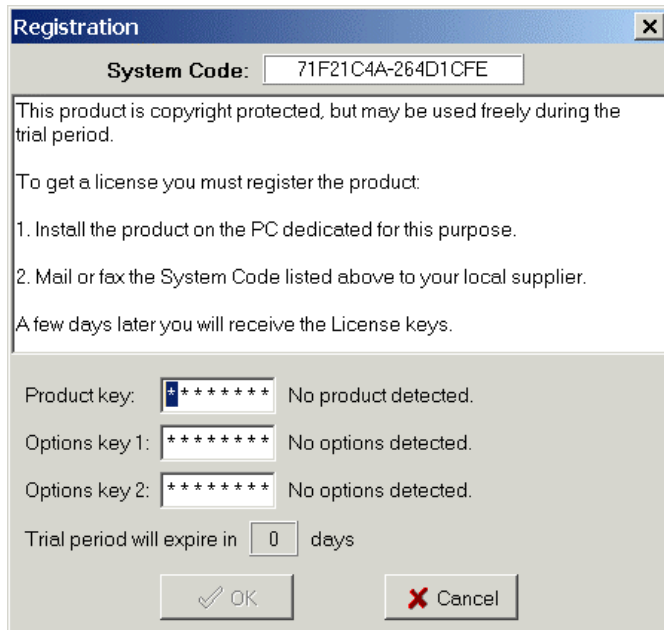 Registration
System Code: 71F21C4A-264D1CFE
This product is copyright protected, but may be used freely during the
trial period.
To get a license you must register the product:
1. Install the product on the PC dedicated for this purpose.
2. Mail or fax the System Code listed above to your local supplier.
A few days later you will receive the License keys.
Product key: ******** No product detected.
Options key 1: ******** No options detected.
Options key 2: ******** No options detected.
Trial period will expire in 0 days
OK Cancel